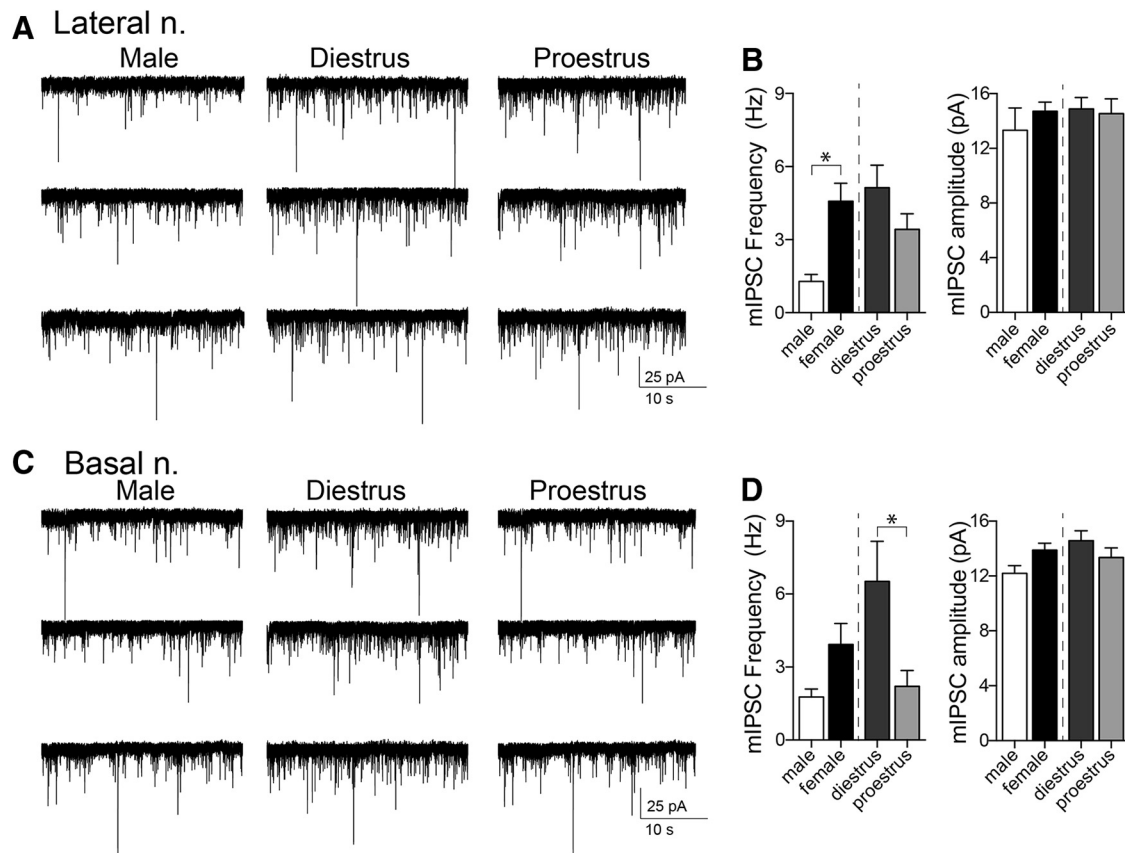 A Lateral n.
Male Diestrus Proestrus
25 pA
10 s
B
mIPSC Frequency (Hz)
9
6
3
0
*
male female diestrus proestrus
mIPSC amplitude (pA)
16
12
8
4
0
male female diestrus proestrus
C Basal n.
Male Diestrus Proestrus
25 pA
10 s
D
mIPSC Frequency (Hz)
9
6
3
0
*
male female diestrus proestrus
mIPSC amplitude (pA)
16
12
8
4
0
male female diestrus proestrus